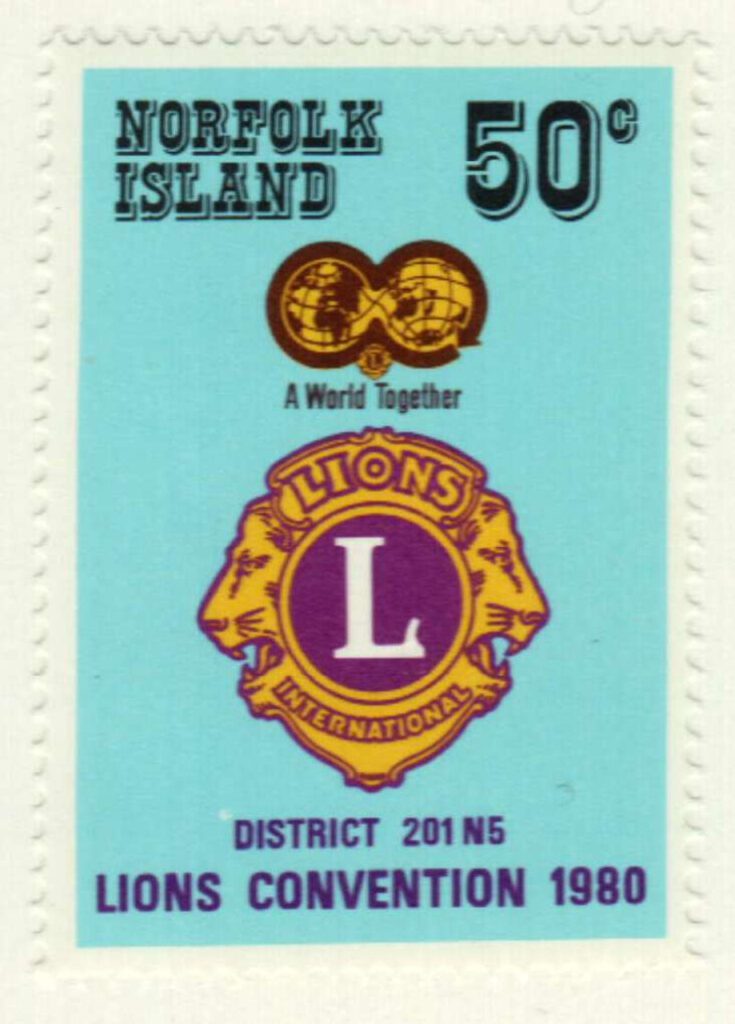 NORFOLK
ISLAND
50c
A World Together
LIONS
L
INTERNATIONAL
DISTRICT 201 N5
LIONS CONVENTION 1980